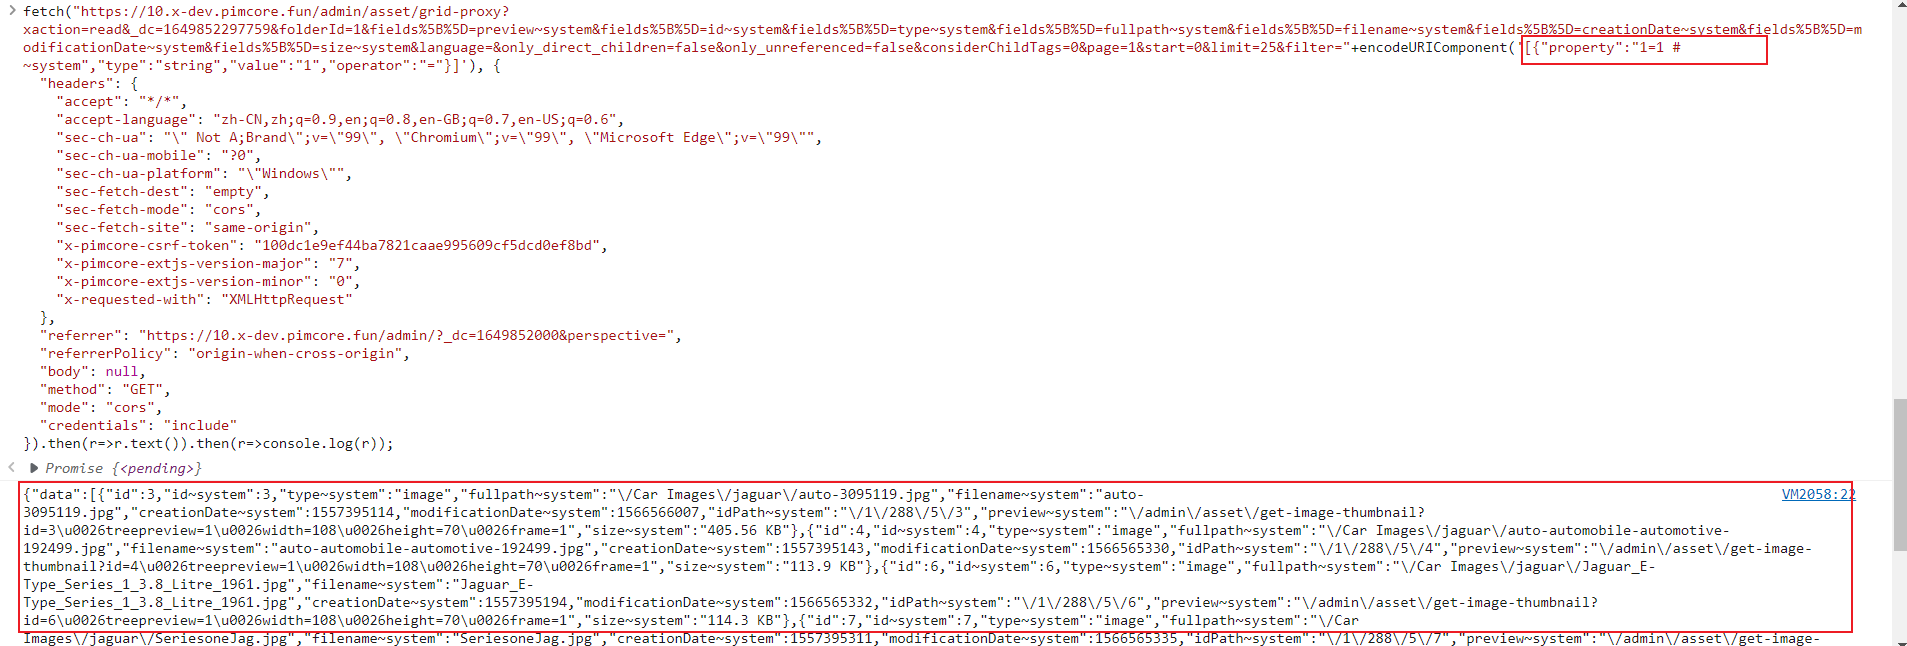 > fetch("https://10.x-dev.pimcore.fun/admin/asset/grid-proxy?
xaction=read&_dc=1649852297759&folderId=1&fields%5B%5D=preview~system&fields%5B%5D=id~system&fields%5B%5D=type~system&fields%5B%5D=fullpath~system&fields%5B%5D=filename~system&fields%5B%5D=creationDate~system&fields%5B%5D=m
odificationDate~system&fields%5B%5D=size~system&language=&only_direct_children=false&only_unreferenced=false&considerChildTags=0&page=1&start=0&limit=25&filter="+encodeURIComponent('[{"property":"1=1 #
~system","type":"string","value":"1","operator":"="}]'), {
"headers": {
"accept": "*/*",
"accept-language": "zh-CN,zh;q=0.9,en;q=0.8,en-GB;q=0.7,en-US;q=0.6",
"sec-ch-ua": "\" Not A;Brand\";v=\"99\", \"Chromium\";v=\"99\", \"Microsoft Edge\";v=\"99\"",
"sec-ch-ua-mobile": "?0",
"sec-ch-ua-platform": "\"Windows\"",
"sec-fetch-dest": "empty",
"sec-fetch-mode": "cors",
"sec-fetch-site": "same-origin",
"x-pimcore-csrf-token": "100dc1e9ef44ba7821caae995609cf5dcd0ef8bd",
"x-pimcore-extjs-version-major": "7",
"x-pimcore-extjs-version-minor": "0",
"x-requested-with": "XMLHttpRequest"
},
"referrer": "https://10.x-dev.pimcore.fun/admin/?_dc=1649852000&perspective=",
"referrerPolicy": "origin-when-cross-origin",
"body": null,
"method": "GET",
"mode": "cors",
"credentials": "include"
}).then(r=>r.text()).then(r=>console.log(r));
< ▶ Promise {<pending>}
{"data":[{"id":3,"id~system":3,"type~system":"image","fullpath~system":"\/Car Images\/jaguar\/auto-3095119.jpg","filename~system":"auto- VM2058:22
3095119.jpg","creationDate~system":1557395114,"modificationDate~system":1566566007,"idPath~system":"\/1\/288\/5\/3","preview~system":"\/admin\/asset\/get-image-thumbnail?
id=3\u0026treepreview=1\u0026width=108\u0026height=70\u0026frame=1","size~system":"405.56 KB"},{"id":4,"id~system":4,"type~system":"image","fullpath~system":"\/Car Images\/jaguar\/auto-automobile-automotive-
192499.jpg","filename~system":"auto-automobile-automotive-192499.jpg","creationDate~system":1557395143,"modificationDate~system":1566565330,"idPath~system":"\/1\/288\/5\/4","preview~system":"\/admin\/asset\/get-image-
thumbnail?id=4\u0026treepreview=1\u0026width=108\u0026height=70\u0026frame=1","size~system":"113.9 KB"},{"id":6,"id~system":6,"type~system":"image","fullpath~system":"\/Car Images\/jaguar\/Jaguar_E-
Type_Series_1_3.8_Litre_1961.jpg","filename~system":"Jaguar_E-
Type_Series_1_3.8_Litre_1961.jpg","creationDate~system":1557395194,"modificationDate~system":1566565332,"idPath~system":"\/1\/288\/5\/6","preview~system":"\/admin\/asset\/get-image-thumbnail?
id=6\u0026treepreview=1\u0026width=108\u0026height=70\u0026frame=1","size~system":"114.3 KB"},{"id":7,"id~system":7,"type~system":"image","fullpath~system":"\/Car
Images\/jaguar\/SeriesoneJag.jpg","filename~system":"SeriesoneJag.jpg","creationDate~system":1557395311,"modificationDate~system":1566565335,"idPath~system":"\/1\/288\/5\/7","preview~system":"\/admin\/asset\/get-image-